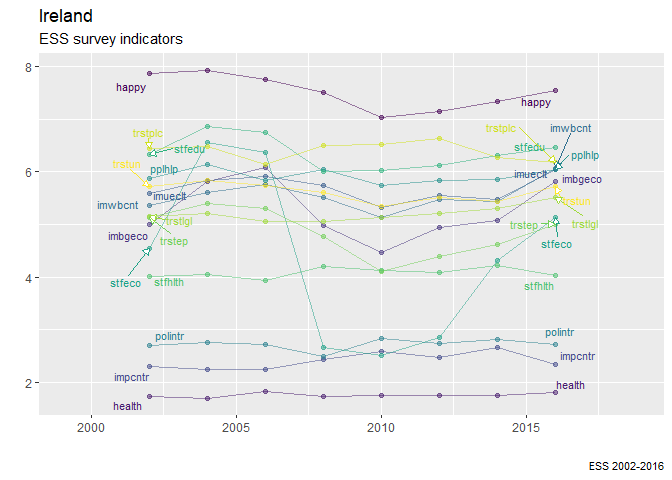 Ireland
ESS survey indicators
8
happy
happy
trstplc
trstplc
imwbcnt
stfedu
stfedu
trstun
pplhlp
pplhlp
6
imueclt
imueclt
imbgeco
imwbcnt
trstun
trstlgl
trstlgl
imbgeco
trstep
trstep
stfeco
stfeco
stfhlth
stfhlth
4
polintr
polintr
impcntr
impcntr
2
health
health
2000
2005
2010
2015
ESS 2002-2016